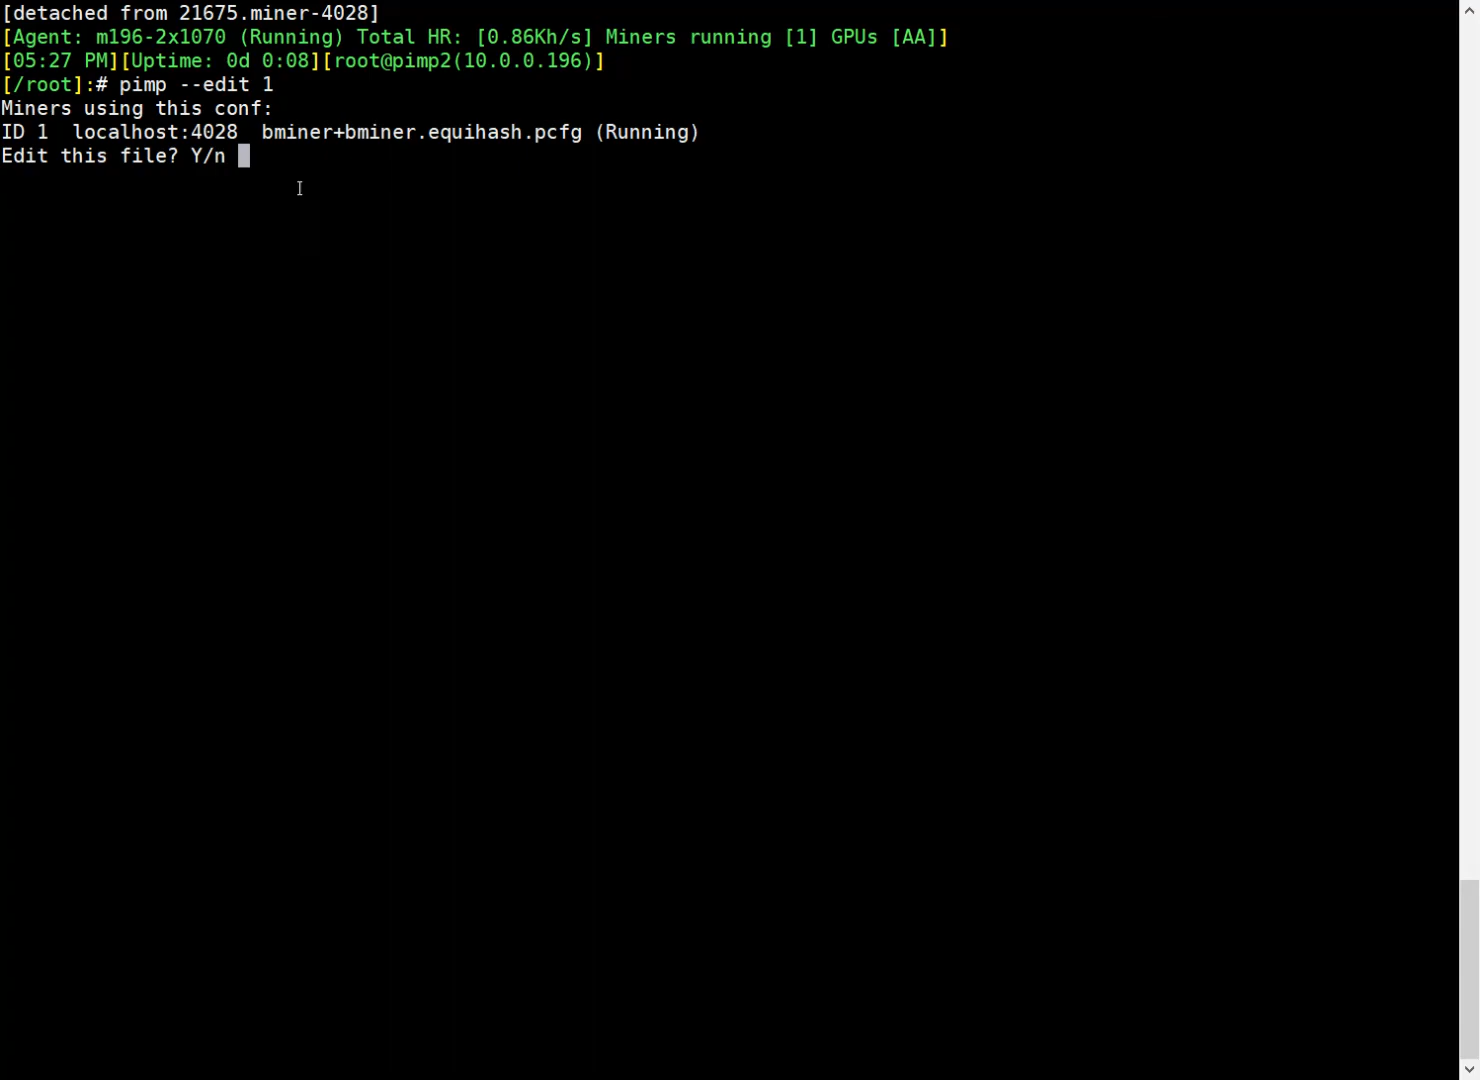 [detached from 21675.miner-4028]
[Agent: m196-2x1070 (Running) Total HR: [0.86Kh/s] Miners running [1] GPUs [AA]]
[05:27 PM][Uptime: 0d 0:08][root@pimp2(10.0.0.196)]
[/root]:# pimp --edit 1
Miners using this conf:
ID 1  localhost:4028  bminer+bminer.equihash.pcfg (Running)
Edit this file? Y/n